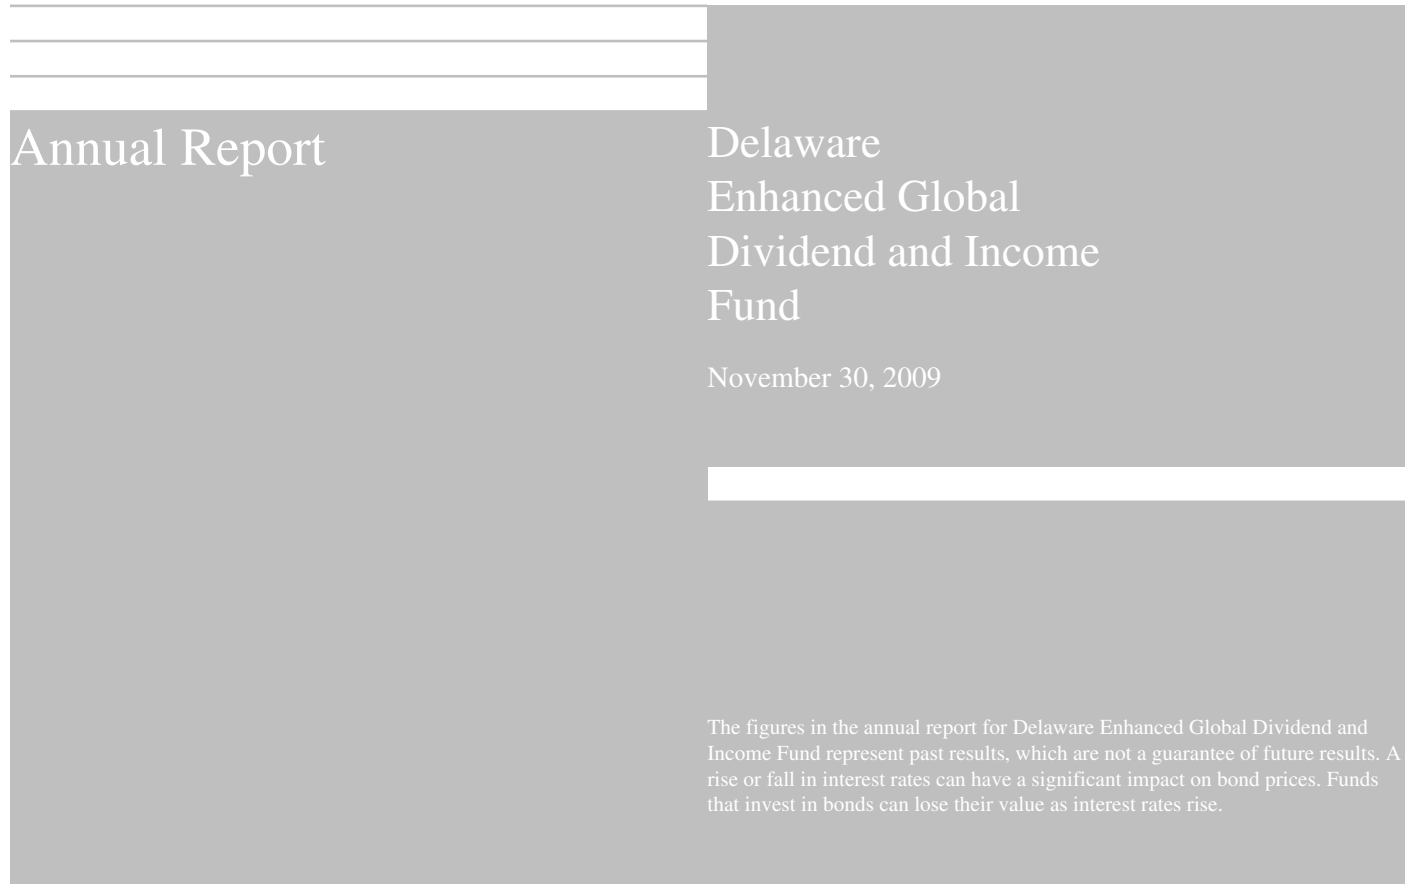 Annual Report
Delaware
Enhanced Global
Dividend and Income
Fund
November 30, 2009
The figures in the annual report for Delaware Enhanced Global Dividend and
Income Fund represent past results, which are not a guarantee of future results. A
rise or fall in interest rates can have a significant impact on bond prices. Funds
that invest in bonds can lose their value as interest rates rise.